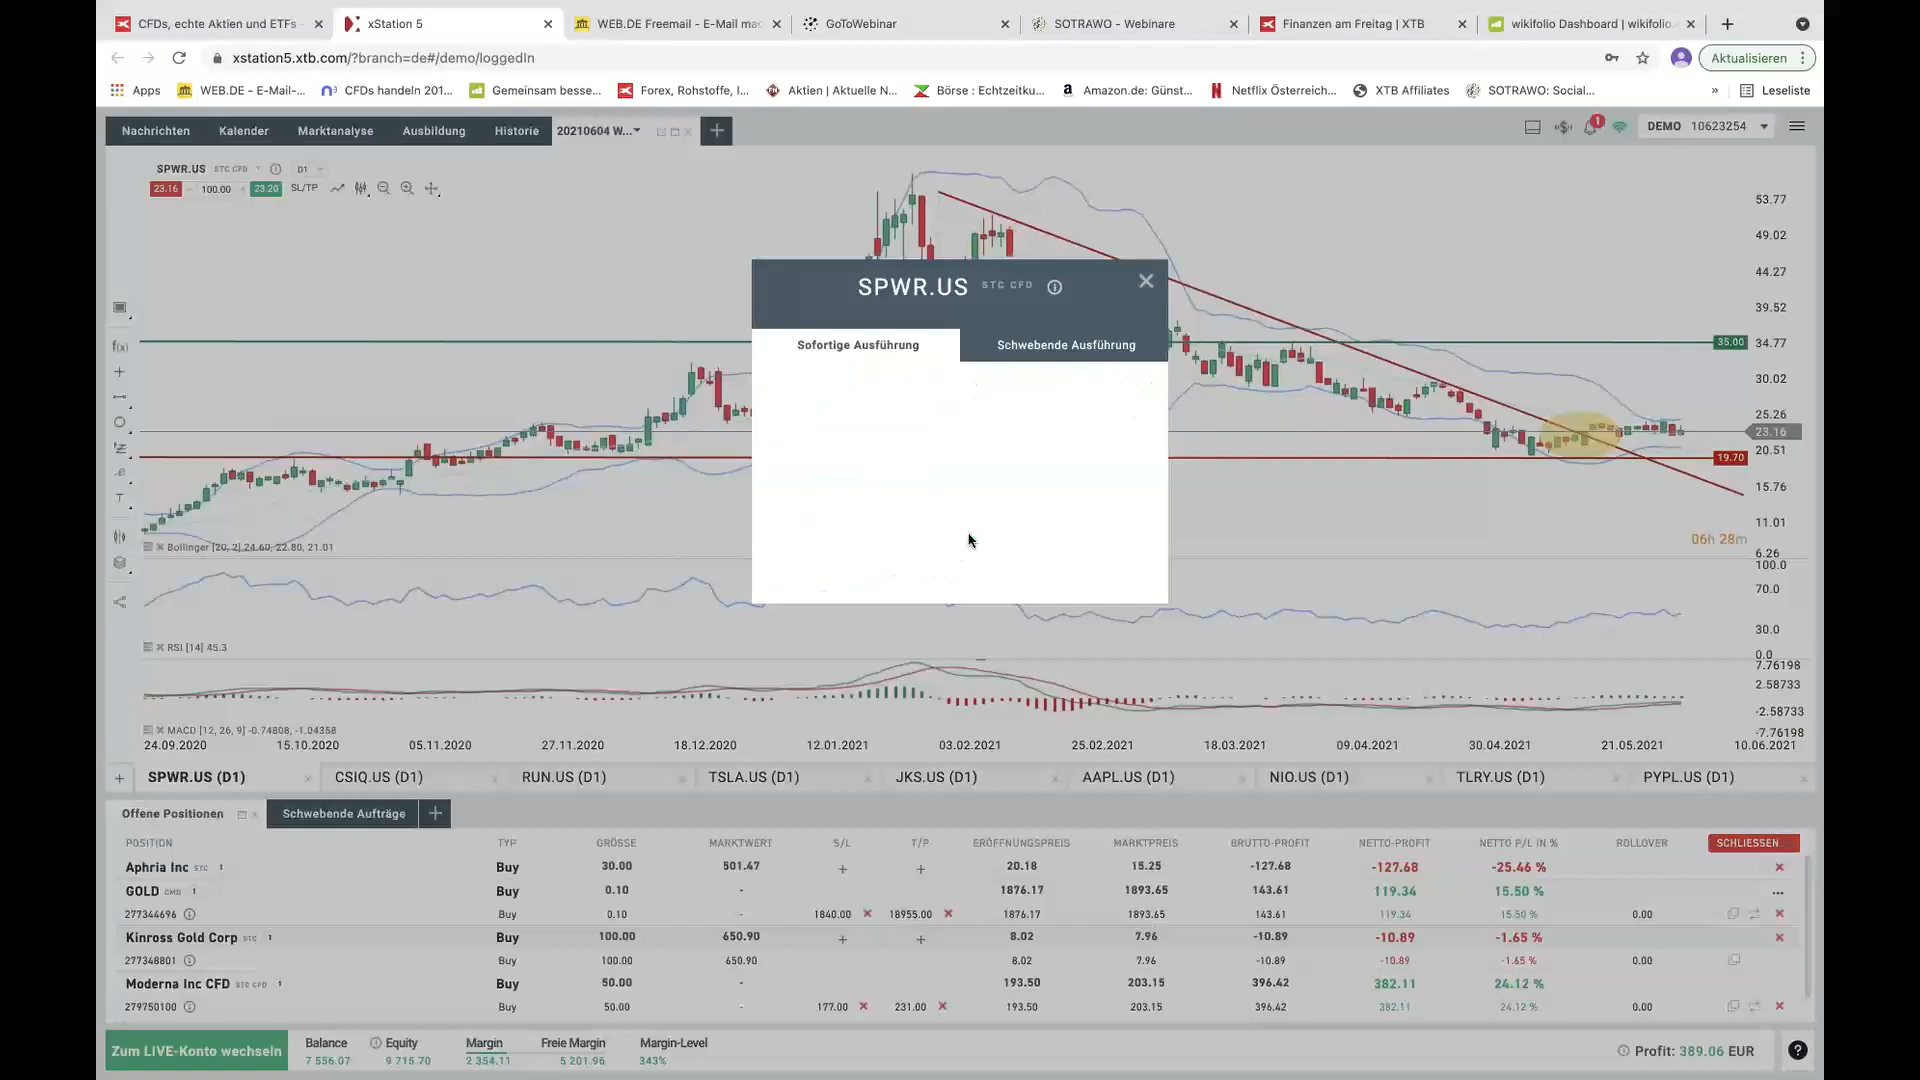 CFDs, echte Aktien und ETFs -
xStation 5
WEB.DE Freemail - E-Mail mac
GoToWebinar
SOTRAWO - Webinare
Finanzen am Freitag | XTB
wikifolio Dashboard | wikifolio.
xstation5.xtb.com/?branch=de#/demo/loggedIn
Aktualisieren
Apps
WEB.DE - E-Mail-...
CFDs handeln 201...
Gemeinsam besse...
Forex, Rohstoffe, I...
Aktien | Aktuelle N...
Börse : Echtzeitku...
Amazon.de: Günst...
Netflix Österreich...
XTB Affiliates
SOTRAWO: Social...
»
Leseliste
Nachrichten
Kalender
Marktanalyse
Ausbildung
Historie
20210604 W...
1
DEMO 10623254
SPWR.US STC CFD
D1
23.16
100.00
23.20
SL/TP
53.77
49.02
44.27
39.52
35.00
34.77
30.02
25.26
23.16
20.51
19.70
15.76
11.01
6.26
06h 28m
SPWR.US STC CFD
Sofortige Ausführung
Schwebende Ausführung
f(x)
T
Bollinger [20, 2] 24.60, 22.80, 21.01
100.0
70.0
30.0
0.0
RSI [14] 45.3
7.76198
2.58733
-2.58733
-7.76198
MACD [12, 26, 9] -0.74808, -1.04358
24.09.2020
15.10.2020
05.11.2020
27.11.2020
18.12.2020
12.01.2021
03.02.2021
25.02.2021
18.03.2021
09.04.2021
30.04.2021
21.05.2021
10.06.2021
SPWR.US (D1)
CSIQ.US (D1)
RUN.US (D1)
TSLA.US (D1)
JKS.US (D1)
AAPL.US (D1)
NIO.US (D1)
TLRY.US (D1)
PYPL.US (D1)
Offene Positionen
Schwebende Aufträge
POSITION TYP GRÖSSE MARKTWERT S/L T/P ERÖFFNUNGSPREIS MARKTPREIS BRUTTO-PROFIT NETTO-PROFIT NETTO P/L IN % ROLLOVER SCHLIESSEN
Aphria Inc STC 1 Buy 30.00 501.47 + + 20.18 15.25 -127.68 -127.68 -25.46 %
GOLD CMD 1 Buy 0.10 - 1876.17 1893.65 143.61 119.34 15.50 % ...
277344696 Buy 0.10 - 1840.00 18955.00 1876.17 1893.65 143.61 119.34 15.50 % 0.00
Kinross Gold Corp STC 1 Buy 100.00 650.90 + + 8.02 7.96 -10.89 -10.89 -1.65 %
277348801 Buy 100.00 650.90 8.02 7.96 -10.89 -10.89 -1.65 % 0.00
Moderna Inc CFD STC CFD 1 Buy 50.00 - 193.50 203.15 396.42 382.11 24.12 %
279750100 Buy 50.00 - 177.00 231.00 193.50 203.15 396.42 382.11 24.12 % 0.00
Zum LIVE-Konto wechseln
Balance Equity Margin Freie Margin Margin-Level
7 556.07 9 715.70 2 354.11 5 201.96 343%
Profit: 389.06 EUR
?